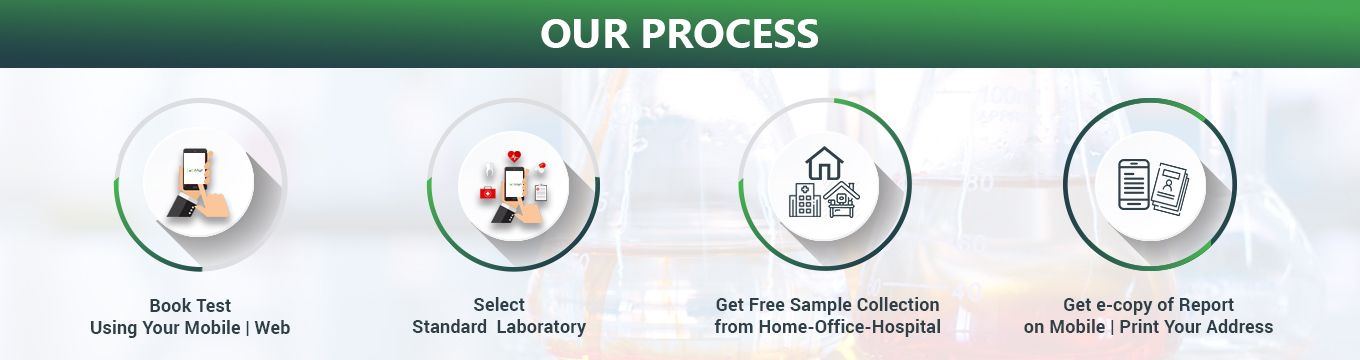 OUR PROCESS
Book Test
Using Your Mobile | Web
Select
Standard Laboratory
Get Free Sample Collection
from Home-Office-Hospital
Get e-copy of Report
on Mobile | Print Your Address